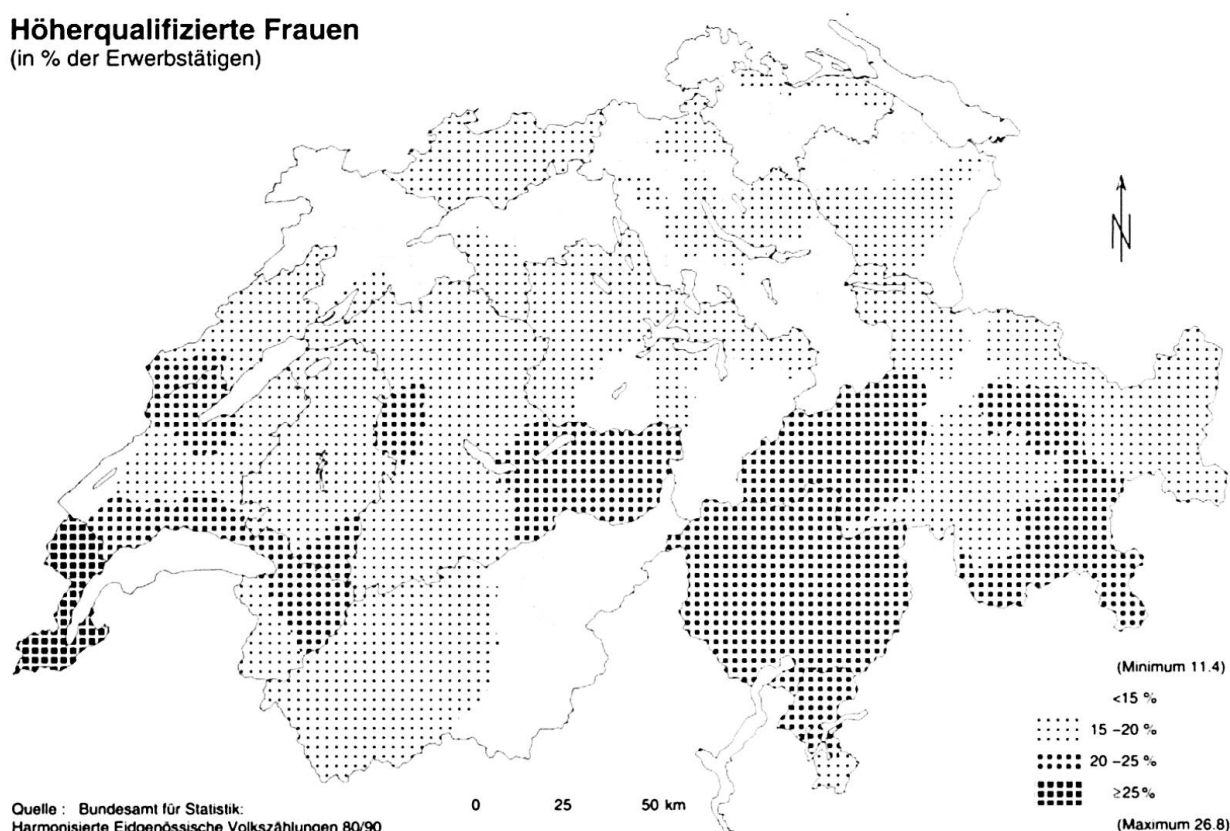 Höherqualifizierte Frauen
(in % der Erwerbstätigen)
N
(Minimum 11.4)
<15 %
15 –20 %
20 –25 %
≥25 %
(Maximum 26.8)
Quelle : Bundesamt für Statistik:
Harmonisierte Eidgenössische Volkszählungen 80/90
0 25 50 km